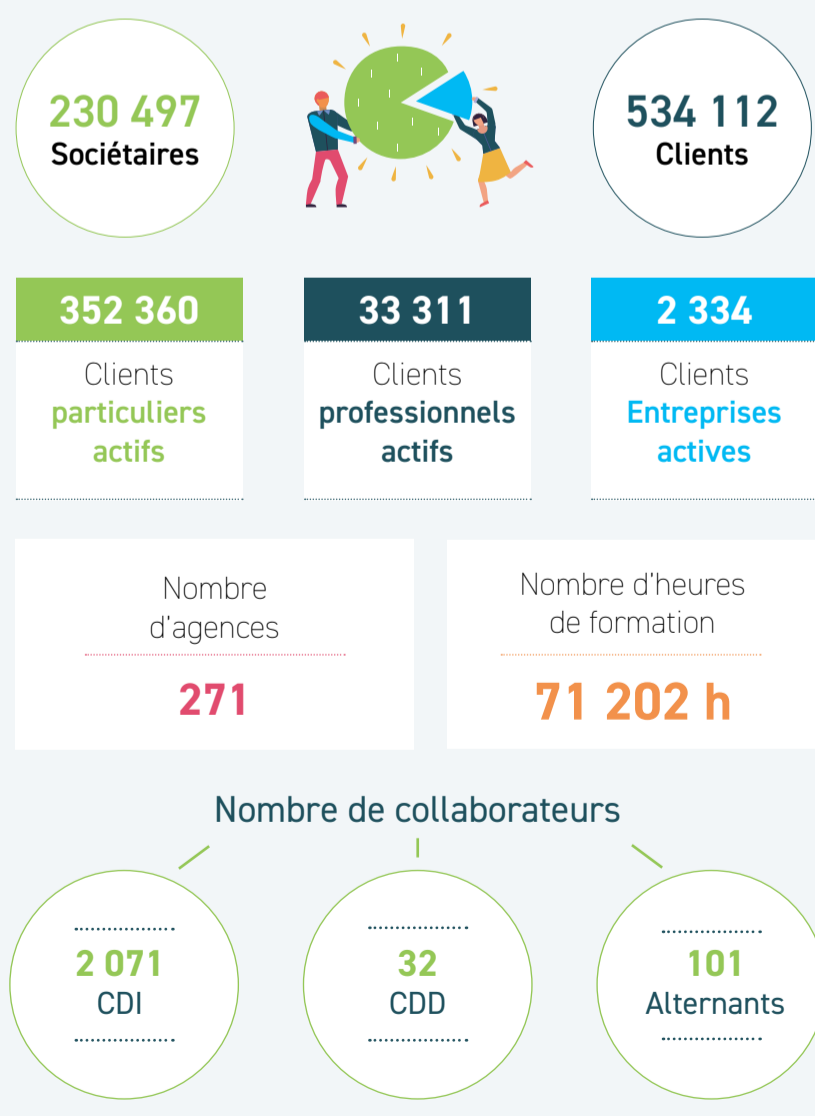 230 497
Sociétaires
534 112
Clients
352 360
Clients
particuliers
actifs
33 311
Clients
professionnels
actifs
2 334
Clients
Entreprises
actives
Nombre
d'agences
271
Nombre d'heures
de formation
71 202 h
Nombre de collaborateurs
2 071
CDI
32
CDD
101
Alternants